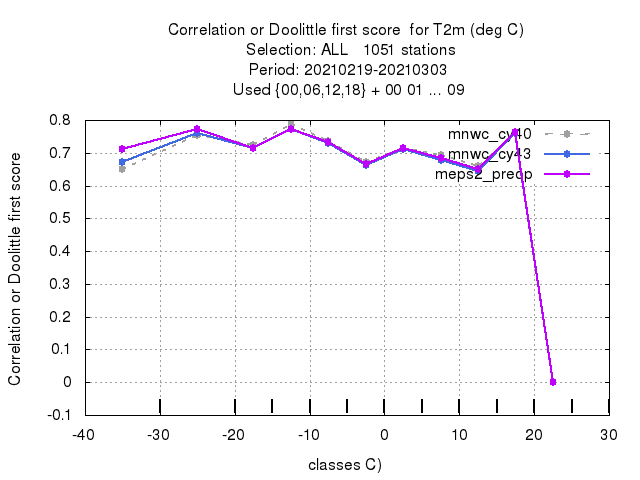 Correlation or Doolittle first score  for T2m (deg C)
Selection: ALL   1051 stations
Period: 20210219-20210303
Used {00,06,12,18} + 00 01 ... 09
mnwc_cy40
mnwc_cy43
meps2_preop
Correlation or Doolittle first score
0.8
0.7
0.6
0.5
0.4
0.3
0.2
0.1
0
-0.1
-40 -30 -20 -10 0 10 20 30
classes C)